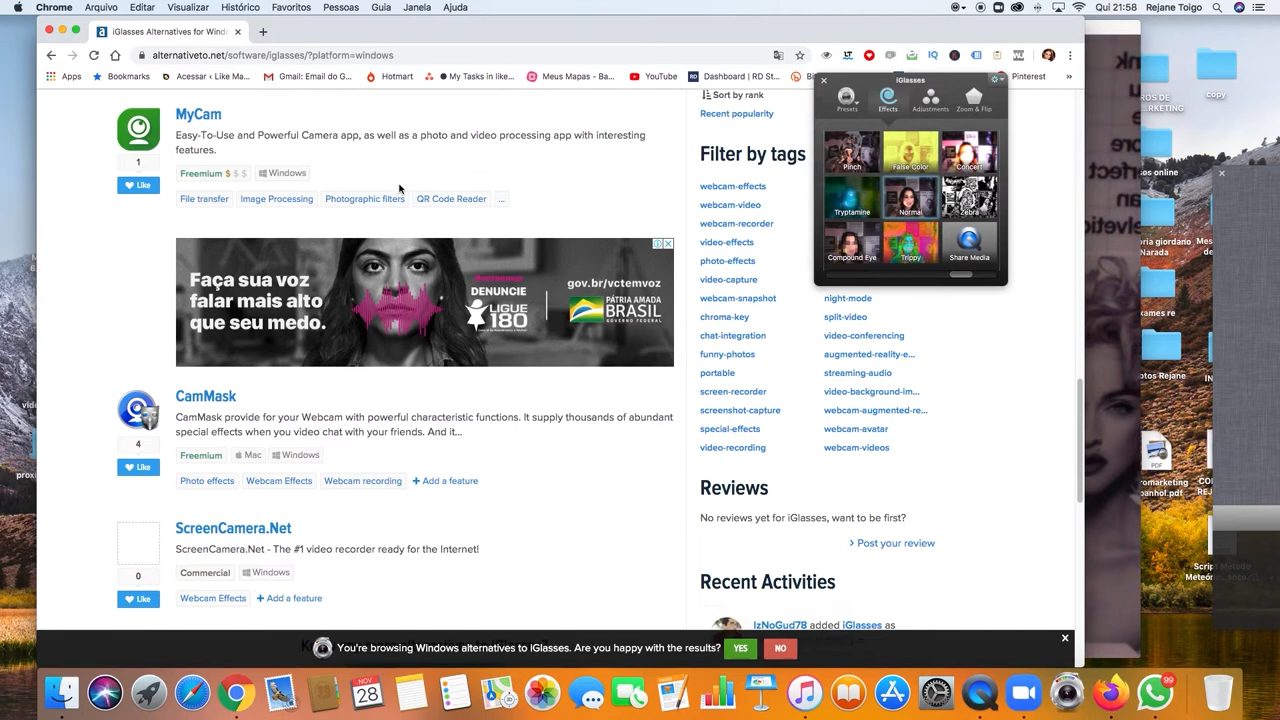 Chrome Arquivo Editar Visualizar Histórico Favoritos Pessoas Guia Janela Ajuda Qui 21:58 Rejane Toigo
iGlasses Alternatives for Wind
alternativeto.net/software/iglasses/?platform=windows
Apps Bookmarks Acessar ‹ Like Ma... Gmail: Email do G... Hotmart ● My Tasks in like... Meus Mapas - Ba... YouTube Dashboard | RD St... Pinterest »
MyCam
Easy-To-Use and Powerful Camera app, as well as a photo and video processing app with interesting
features.
1
Freemium $ $ $ Windows
Like
File transfer Image Processing Photographic filters QR Code Reader ...
Faça sua voz
falar mais alto
que seu medo.
DENUNCIE
LIGUE
180
gov.br/vctemvoz
PÁTRIA AMADA
BRASIL
GOVERNO FEDERAL
CamMask
CamMask provide for your Webcam with powerful characteristic functions. It supply thousands of abundant
special effects when you video chat with your friends. And it...
4
Freemium Mac Windows
Like
Photo effects Webcam Effects Webcam recording + Add a feature
ScreenCamera.Net
ScreenCamera.Net - The #1 video recorder ready for the Internet!
0
Commercial Windows
Like
Webcam Effects + Add a feature
Sort by rank
Recent popularity
Filter by tags
webcam-effects
webcam-video
webcam-recorder
video-effects
photo-effects
video-capture
webcam-snapshot night-mode
chroma-key split-video
chat-integration video-conferencing
funny-photos augmented-reality-e...
portable streaming-audio
screen-recorder video-background-im...
screenshot-capture webcam-augmented-re...
special-effects webcam-avatar
video-recording webcam-videos
Reviews
No reviews yet for iGlasses, want to be first?
> Post your review
Recent Activities
IzNoGud78 added iGlasses as
iGlasses
Presets Effects Adjustments Zoom & Flip
Pinch False Color Concert
Tryptamine Normal Zebra
Compound Eye Trippy Share Media
You're browsing Windows alternatives to iGlasses. Are you happy with the results? YES NO
copy
PDF
NOV
28
99